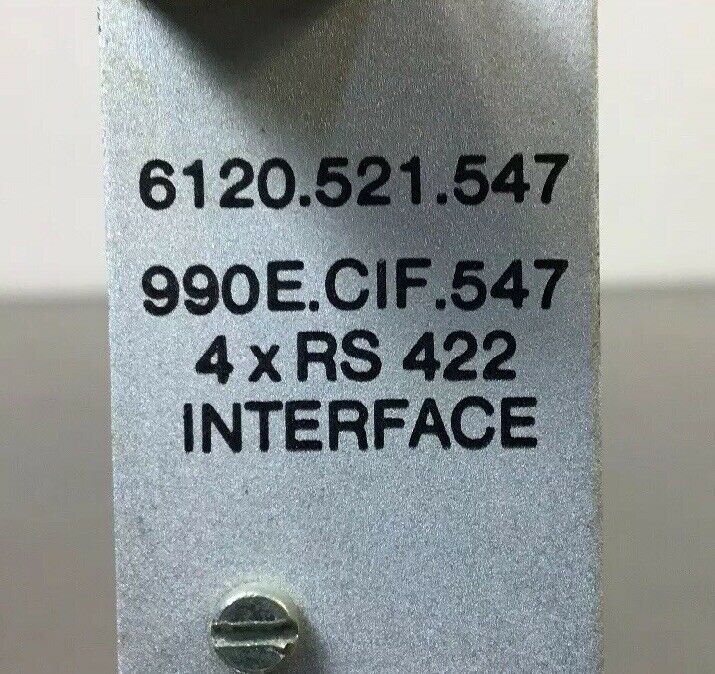 6120.521.547
990E.CIF.547
4 x RS 422
INTERFACE